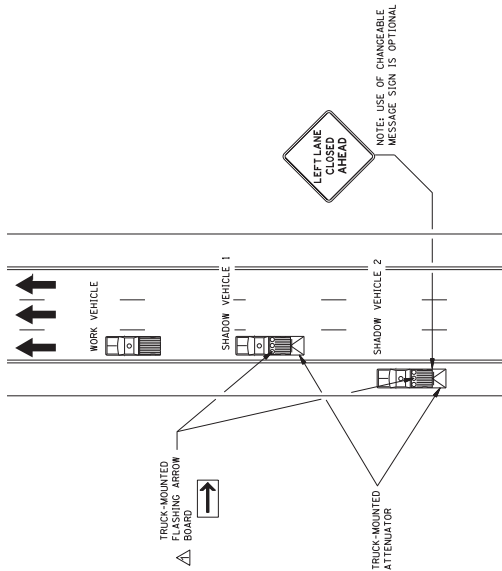 TRUCK-MOUNTED
FLASHING ARROW
BOARD
WORK VEHICLE
SHADOW VEHICLE 1
SHADOW VEHICLE 2
TRUCK-MOUNTED
ATTENUATOR
LEFT LANE
CLOSED
AHEAD
NOTE: USE OF CHANGEABLE
MESSAGE SIGN IS OPTIONAL